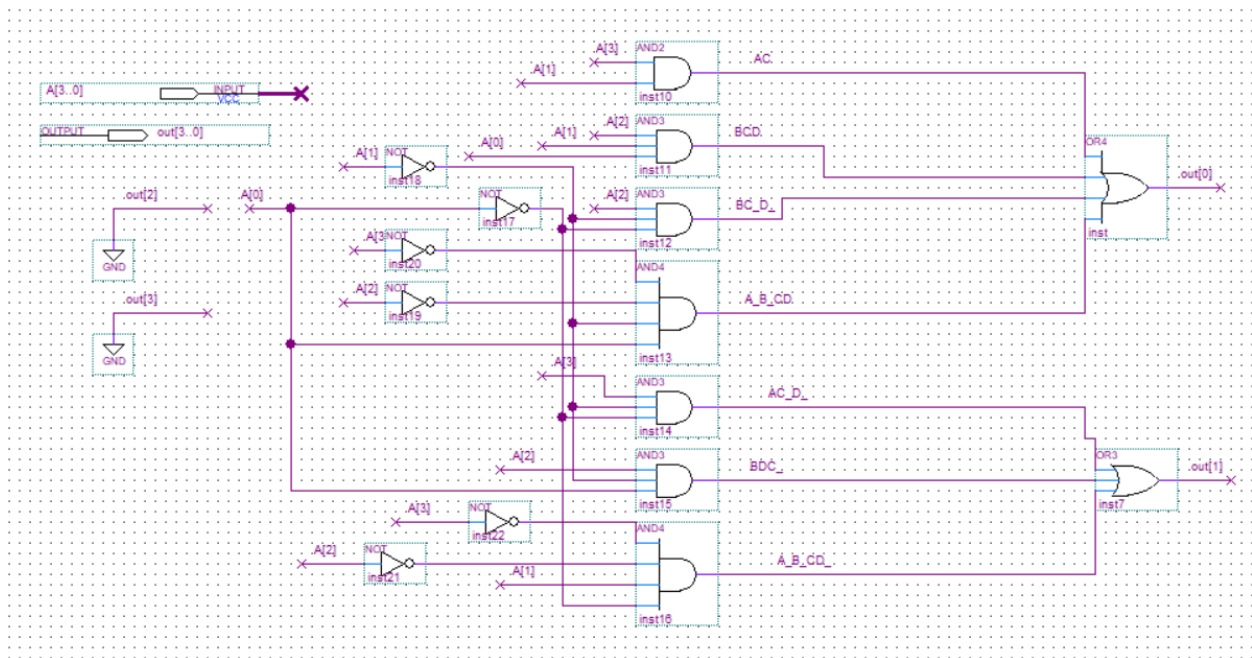 A[3..0]
INPUT
VCC
OUTPUT
out[3..0]
out[2]
GND
out[3]
GND
A[0]
A[3]
A[1]
AND2
inst10
AC
A[2]
A[1]
A[0]
AND3
inst11
BCD
A[1]
NOT
inst18
NOT
inst17
A[2]
AND3
inst12
BC_D_
A[3
NOT
inst20
A[2]
NOT
inst19
AND4
inst13
A_B_CD
OR4
inst
out[0]
A[3]
AND3
inst14
AC_D_
A[2]
AND3
inst15
BDC_
A[3]
NOT
inst22
A[2]
NOT
inst21
A[1]
AND4
inst16
A_B_CD_
OR3
inst7
out[1]